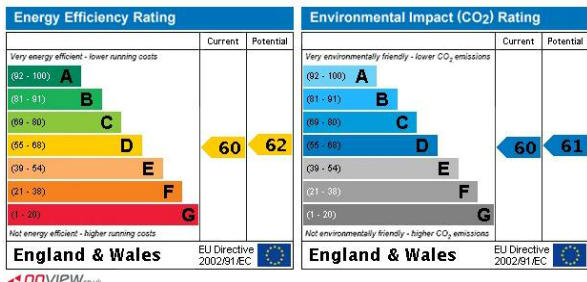 Energy Efficiency Rating
Current Potential
Very energy efficient - lower running costs
(92 - 100) A
(81 - 91) B
(69 - 80) C
(55 - 68) D
(39 - 54) E
(21 - 38) F
(1 - 20) G
60 62
Not energy efficient - higher running costs
England & Wales
EU Directive
2002/91/EC
Environmental Impact (CO2) Rating
Current Potential
Very environmentally friendly - lower CO2 emissions
(92 - 100) A
(81 - 91) B
(69 - 80) C
(55 - 68) D
(39 - 54) E
(21 - 38) F
(1 - 20) G
60 61
Not environmentally friendly - higher CO2 emissions
England & Wales
EU Directive
2002/91/EC